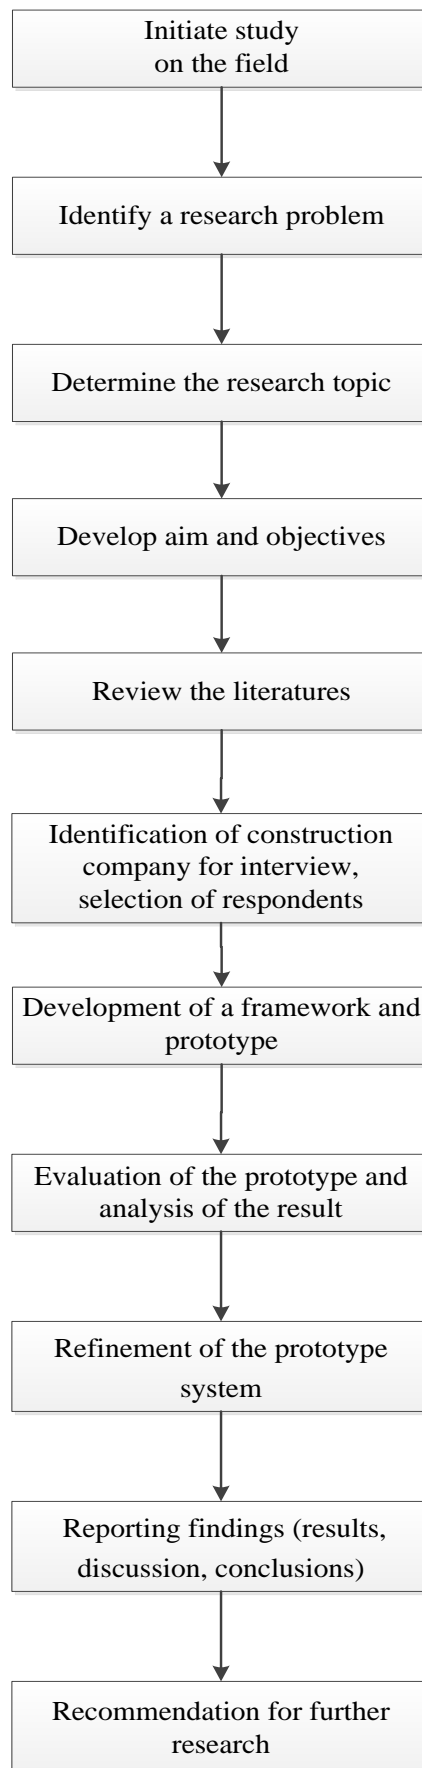 Initiate study
on the field
Identify a research problem
Determine the research topic
Develop aim and objectives
Review the literatures
Identification of construction
company for interview,
selection of respondents
Development of a framework and
prototype
Evaluation of the prototype and
analysis of the result
Refinement of the prototype
system
Reporting findings (results,
discussion, conclusions)
Recommendation for further
research